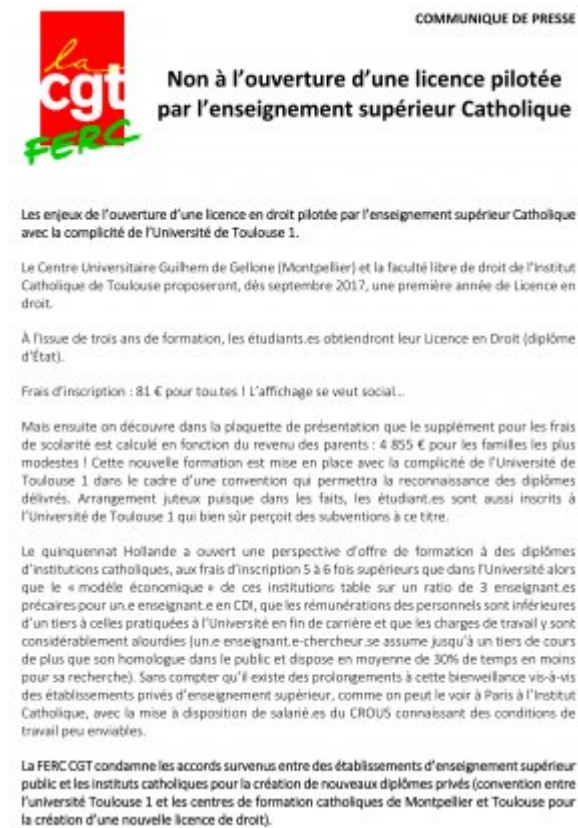 COMMUNIQUE DE PRESSE
la
cgt
FERC
Non à l'ouverture d'une licence pilotée
par l'enseignement supérieur Catholique
Les enjeux de l'ouverture d'une licence en droit pilotée par l'enseignement supérieur Catholique
avec la complicité de l'Université de Toulouse 1.
Le Centre Universitaire Guilhem de Gellone (Montpellier) et la faculté libre de droit de l'Institut
Catholique de Toulouse proposeront, dès septembre 2017, une première année de Licence en
droit.
À l'issue de trois ans de formation, les étudiants.es obtiendront leur Licence en Droit (diplôme
d'État).
Frais d'inscription : 81 € pour tou.tes ! L'affichage se veut social...
Mais ensuite on découvre dans la plaquette de présentation que le supplément pour les frais
de scolarité est calculé en fonction du revenu des parents : 4 855 € pour les familles les plus
modestes ! Cette nouvelle formation est mise en place avec la complicité de l'Université de
Toulouse 1 dans le cadre d'une convention qui permettra la reconnaissance des diplômes
délivrés. Arrangement juteux puisque dans les faits, les étudiant.es sont aussi inscrits à
l'Université de Toulouse 1 qui bien sûr perçoit des subventions à ce titre.
Le quinquennat Hollande a ouvert une perspective d'offre de formation à des diplômes
d'institutions catholiques, aux frais d'inscription 5 à 6 fois supérieurs que dans l'Université alors
que le « modèle économique » de ces institutions table sur un ratio de 3 enseignant.es
précaires pour un.e enseignant.e en CDI, que les rémunérations des personnels sont inférieures
d'un tiers à celles pratiquées à l'Université en fin de carrière et que les charges de travail y sont
considérablement alourdies (un.e enseignant.e-chercheur.se assume jusqu'à un tiers de cours
de plus que son homologue dans le public et dispose en moyenne de 30% de temps en moins
pour sa recherche). Sans compter qu'il existe des prolongements à cette bienveillance vis-à-vis
des établissements privés d'enseignement supérieur, comme on peut le voir à Paris à l'Institut
Catholique, avec la mise à disposition de salarié.es du CROUS connaissant des conditions de
travail peu enviables.
La FERC CGT condamne les accords survenus entre des établissements d'enseignement supérieur
public et les instituts catholiques pour la création de nouveaux diplômes privés (convention entre
l'université Toulouse 1 et les centres de formation catholiques de Montpellier et Toulouse pour
la création d'une nouvelle licence de droit).